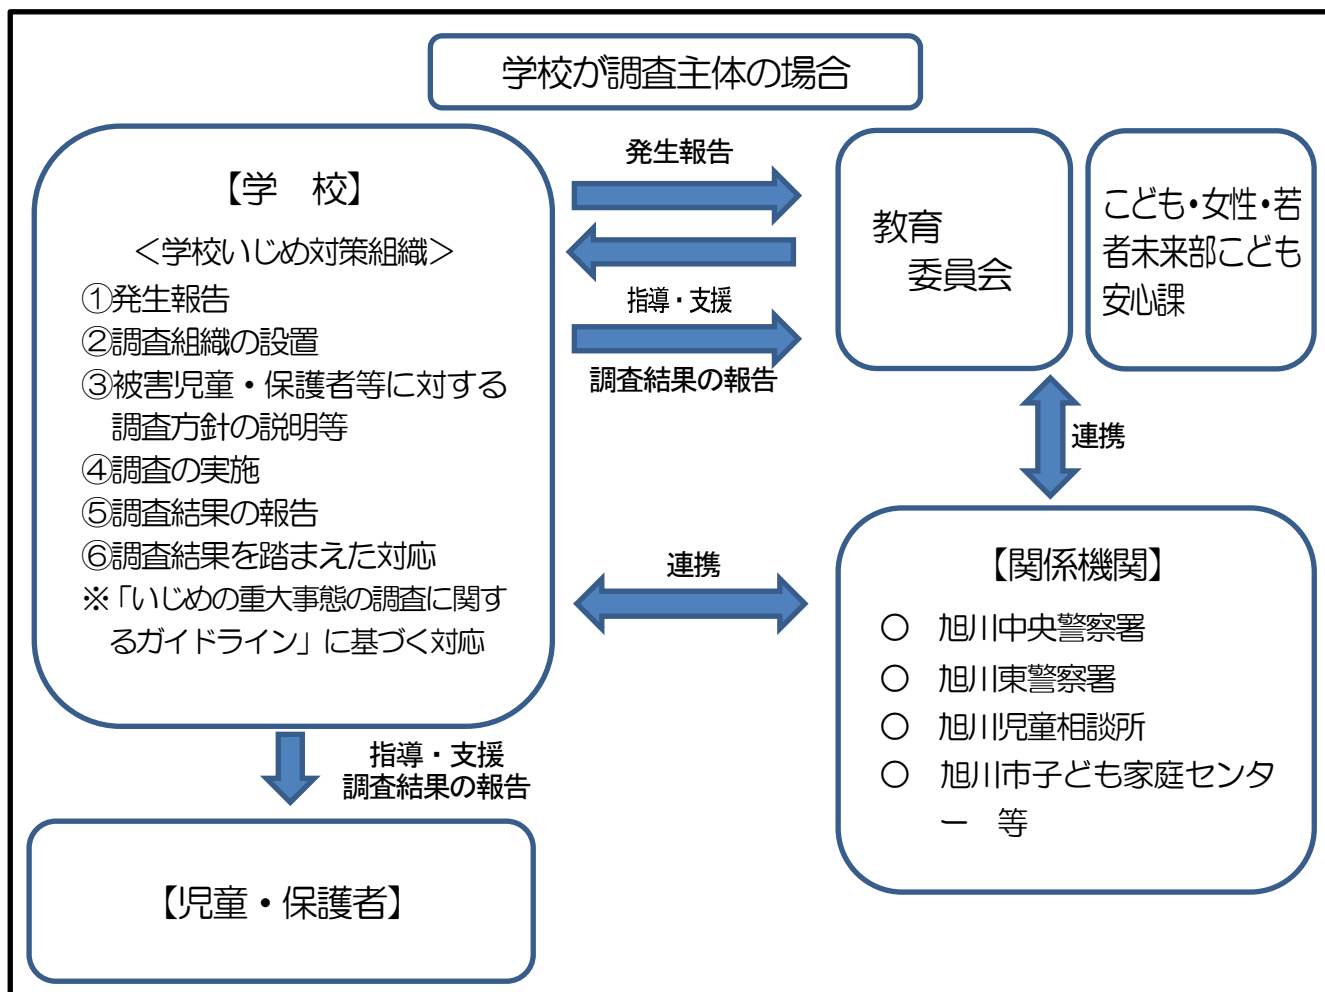 学校が調査主体の場合
【学　校】
＜学校いじめ対策組織＞
①発生報告
②調査組織の設置
③被害児童・保護者等に対する
調査方針の説明等
④調査の実施
⑤調査結果の報告
⑥調査結果を踏まえた対応
※「いじめの重大事態の調査に関す
るガイドライン」に基づく対応
発生報告
指導・支援
調査結果の報告
教育
委員会
こども・女性・若
者未来部こども
安心課
連携
連携
【関係機関】
○　旭川中央警察署
○　旭川東警察署
○　旭川児童相談所
○　旭川市子ども家庭センタ
ー　等
指導・支援
調査結果の報告
【児童・保護者】